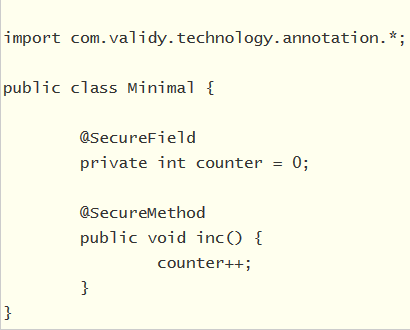 import com.validy.technology.annotation.*;
public class Minimal {
@SecureField
private int counter = 0;
@SecureMethod
public void inc() {
counter++;
}
}